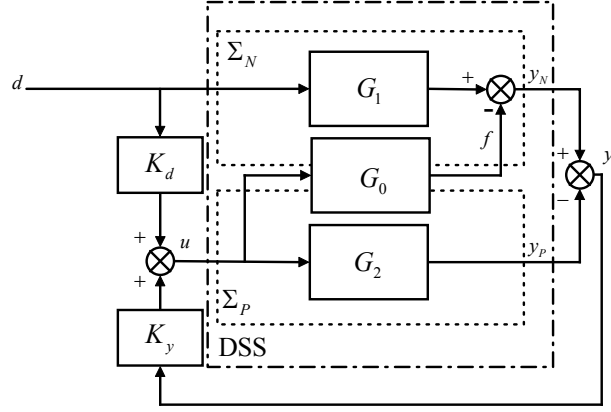 Σ_N
d
G_1
+
y_N
−
f
K_d
G_0
+
y
−
+
u
+
G_2
y_P
Σ_P
K_y
DSS